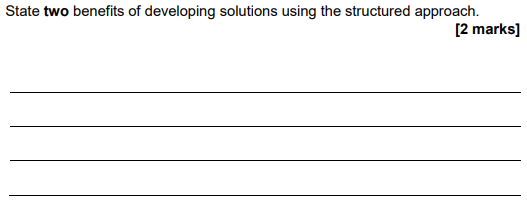 State two benefits of developing solutions using the structured approach.
[2 marks]